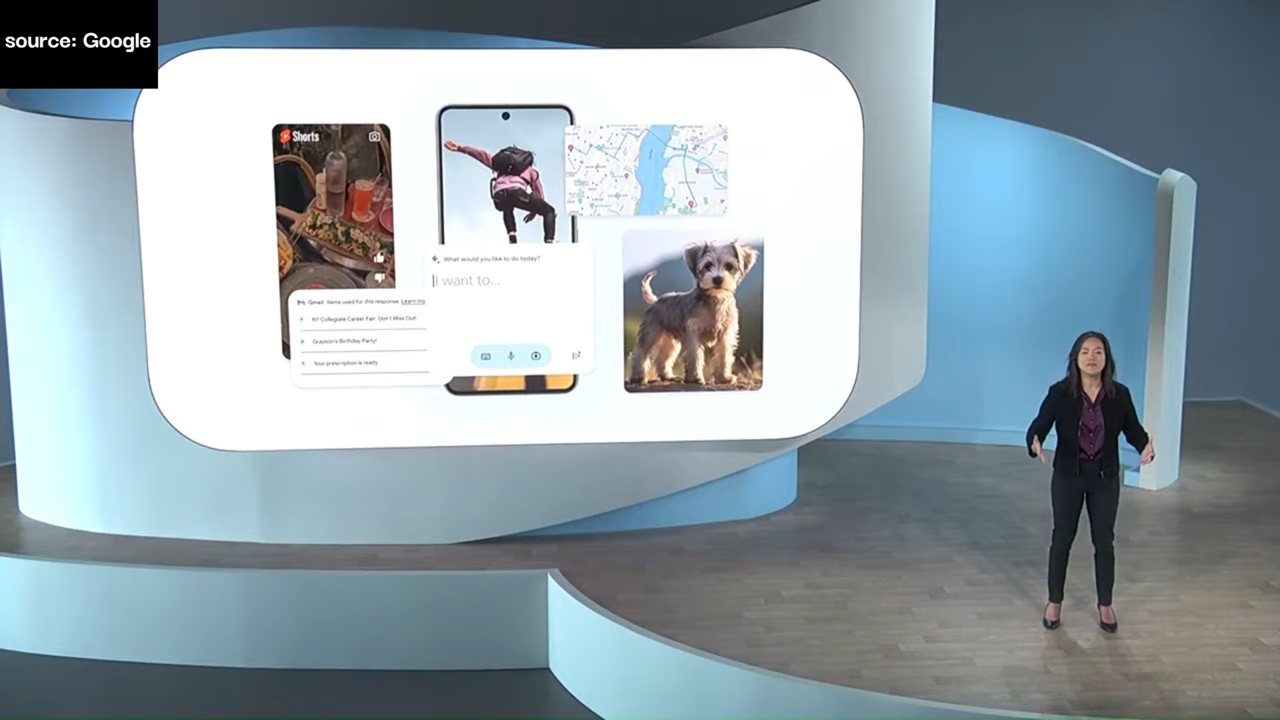 source: Google
Shorts
What would you like to do today?
I want to...
Gmail Items used for this response. Learn mo
NY Collegiate Career Fair: Don't Miss Out!
Grayson's Birthday Party!
Your prescription is ready